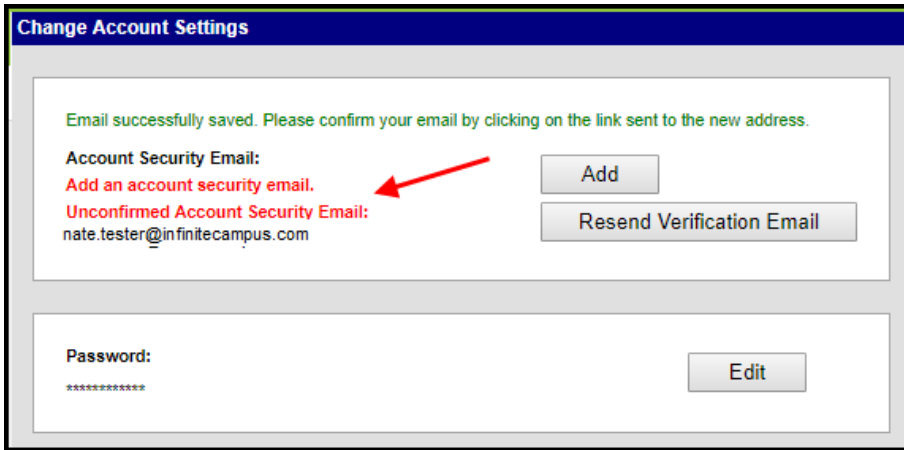 Change Account Settings
Email successfully saved. Please confirm your email by clicking on the link sent to the new address.
Account Security Email:
Add an account security email.
Add
Unconfirmed Account Security Email:
nate.tester@infinitecampus.com
Resend Verification Email
Password:
************
Edit